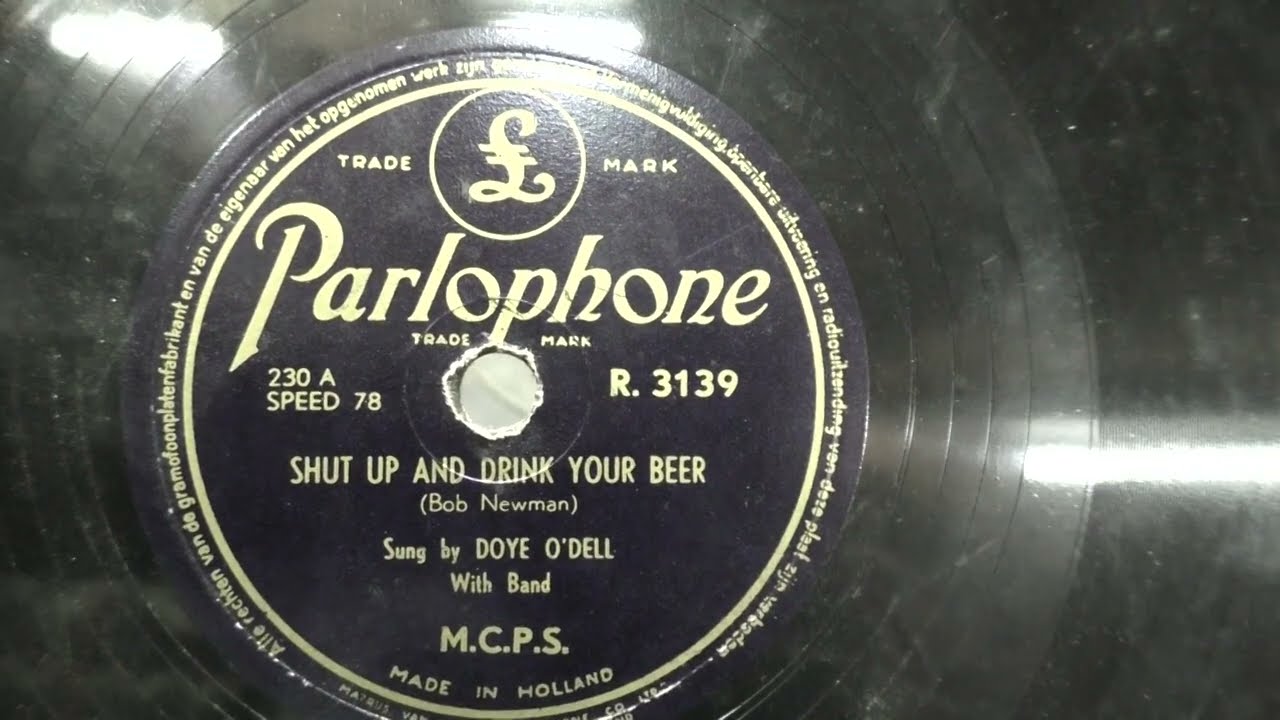 Alle rechten van de gramofoonplatenfabrikant en van de eigenaar van het opgenomen werk zijn
vermenigvuldiging, openbare uitvoering en radiouitzending van deze plaat zijn verboden
£
TRADE MARK
Parlophone
TRADE MARK
230 A
SPEED 78
R. 3139
SHUT UP AND DRINK YOUR BEER
(Bob Newman)
Sung by DOYE O'DELL
With Band
M.C.P.S.
MADE IN HOLLAND